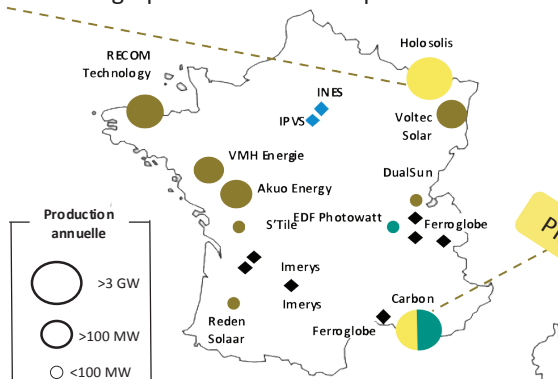 Holosolis
RECOM
Technology
INES
IPVS
Voltec
Solar
VMH Energie
DualSun
Akuo Energy
S'Tile
EDF Photowatt
Ferroglobe
Production
annuelle
>3 GW
>100 MW
<100 MW
Imerys
Imerys
Carbon
Reden
Solaar
Ferroglobe